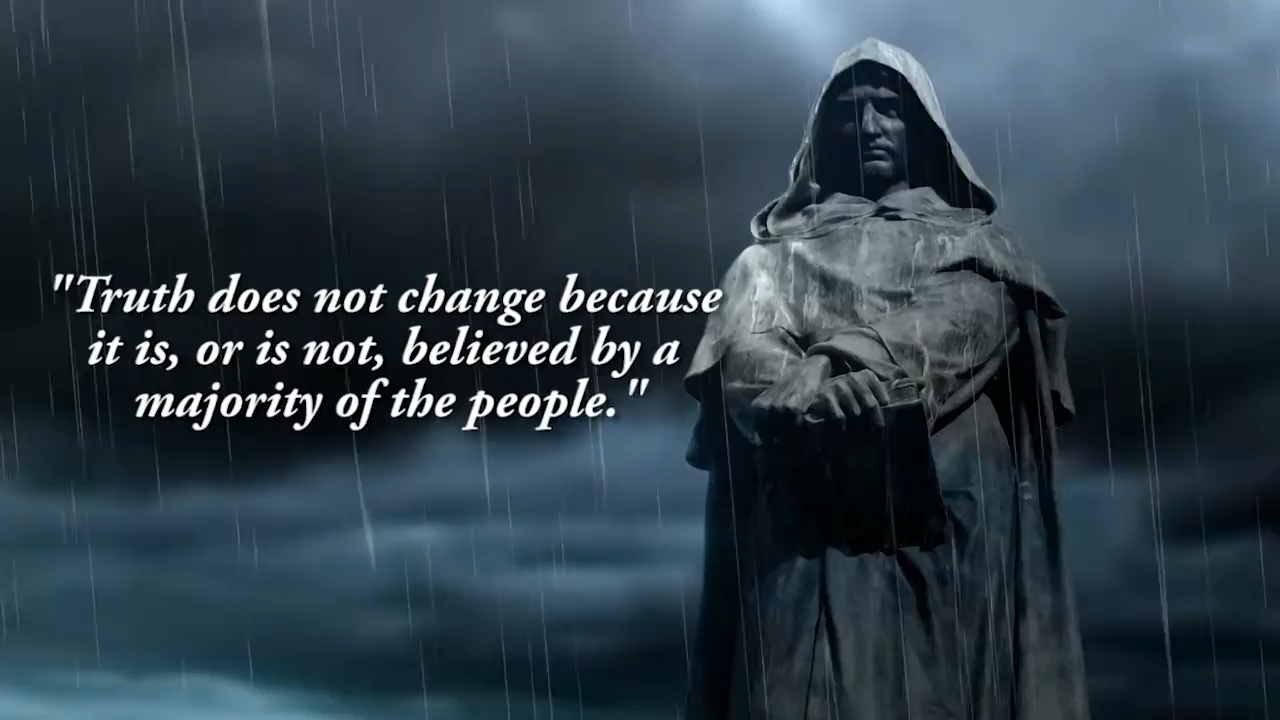 "Truth does not change because
it is, or is not, believed by a
majority of the people."